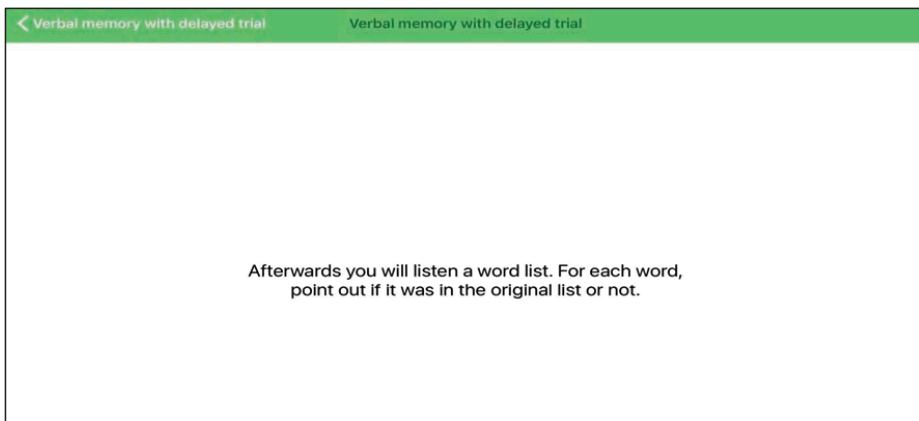 Verbal memory with delayed trial Verbal memory with delayed trial
Afterwards you will listen a word list. For each word,
point out if it was in the original list or not.